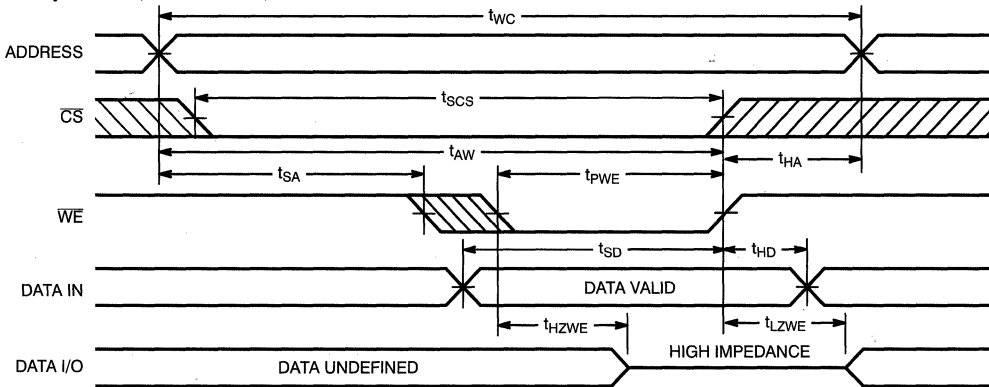 tWC
ADDRESS
tSCS
CS
tAW
tHA
tSA
tPWE
WE
tSD
tHD
DATA IN
DATA VALID
tHZWE
tLZWE
HIGH IMPEDANCE
DATA I/O
DATA UNDEFINED